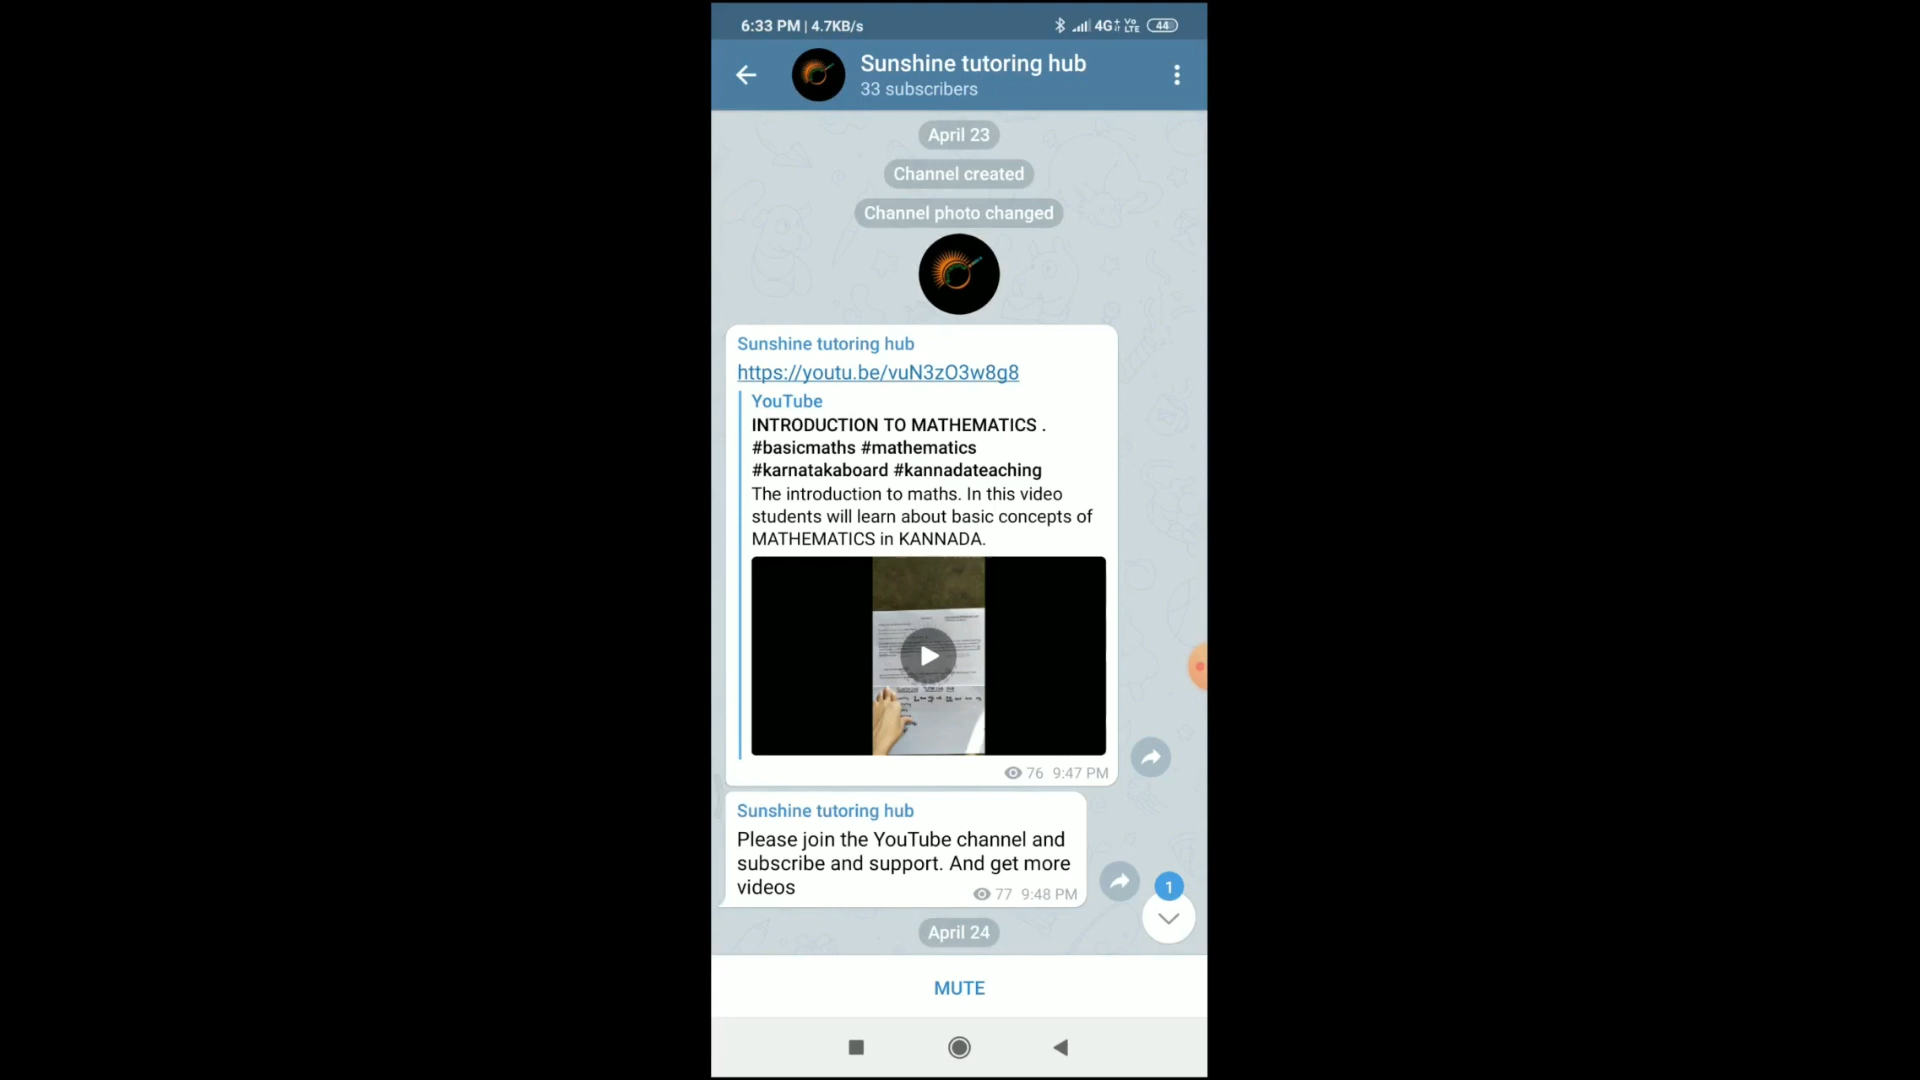 6:33 PM | 4.7KB/s
4G+ Vo LTE 44
Sunshine tutoring hub
33 subscribers
April 23
Channel created
Channel photo changed
Sunshine tutoring hub
https://youtu.be/vuN3zO3w8g8
YouTube
INTRODUCTION TO MATHEMATICS .
#basicmaths #mathematics
#karnatakaboard #kannadateaching
The introduction to maths. In this video
students will learn about basic concepts of
MATHEMATICS in KANNADA.
76 9:47 PM
Sunshine tutoring hub
Please join the YouTube channel and
subscribe and support. And get more
videos
77 9:48 PM
1
April 24
MUTE